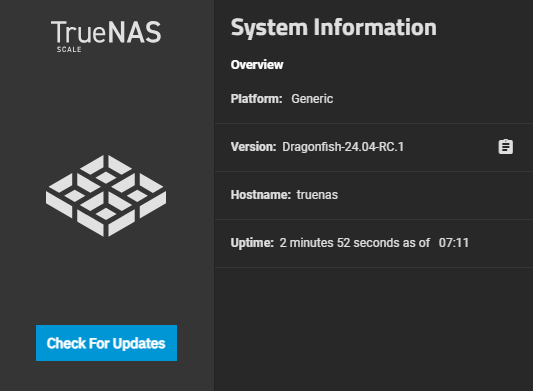 TrueNAS
SCALE
Check For Updates
System Information
Overview
Platform: Generic
Version: Dragonfish-24.04-RC.1
Hostname: truenas
Uptime: 2 minutes 52 seconds as of 07:11